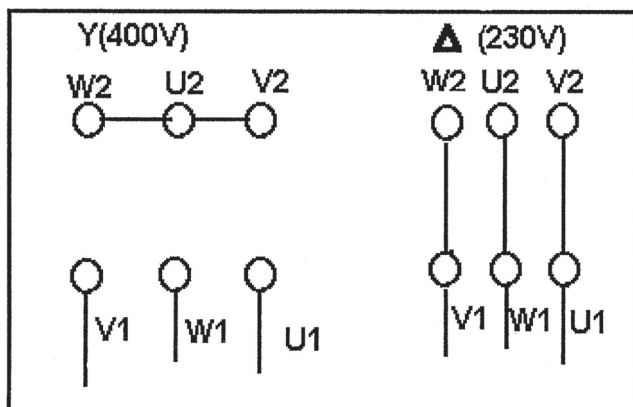 Y(400V) Δ (230V)
W2 U2 V2 W2 U2 V2
V1 W1 U1 V1 W1 U1